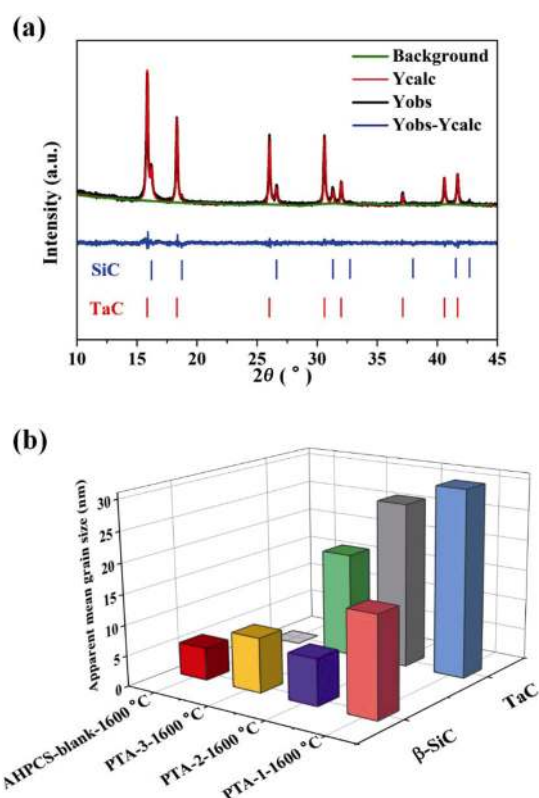 (a)
Background
Ycalc
Yobs
Yobs-Ycalc
Intensity (a.u.)
SiC
TaC
10 15 20 25 30 35 40 45
2θ ( ° )
(b)
Apparent mean grain size (nm)
30
25
20
15
10
5
0
AHPCS-blank-1600 °C
PTA-3-1600 °C
PTA-2-1600 °C
PTA-1-1600 °C
β-SiC
TaC